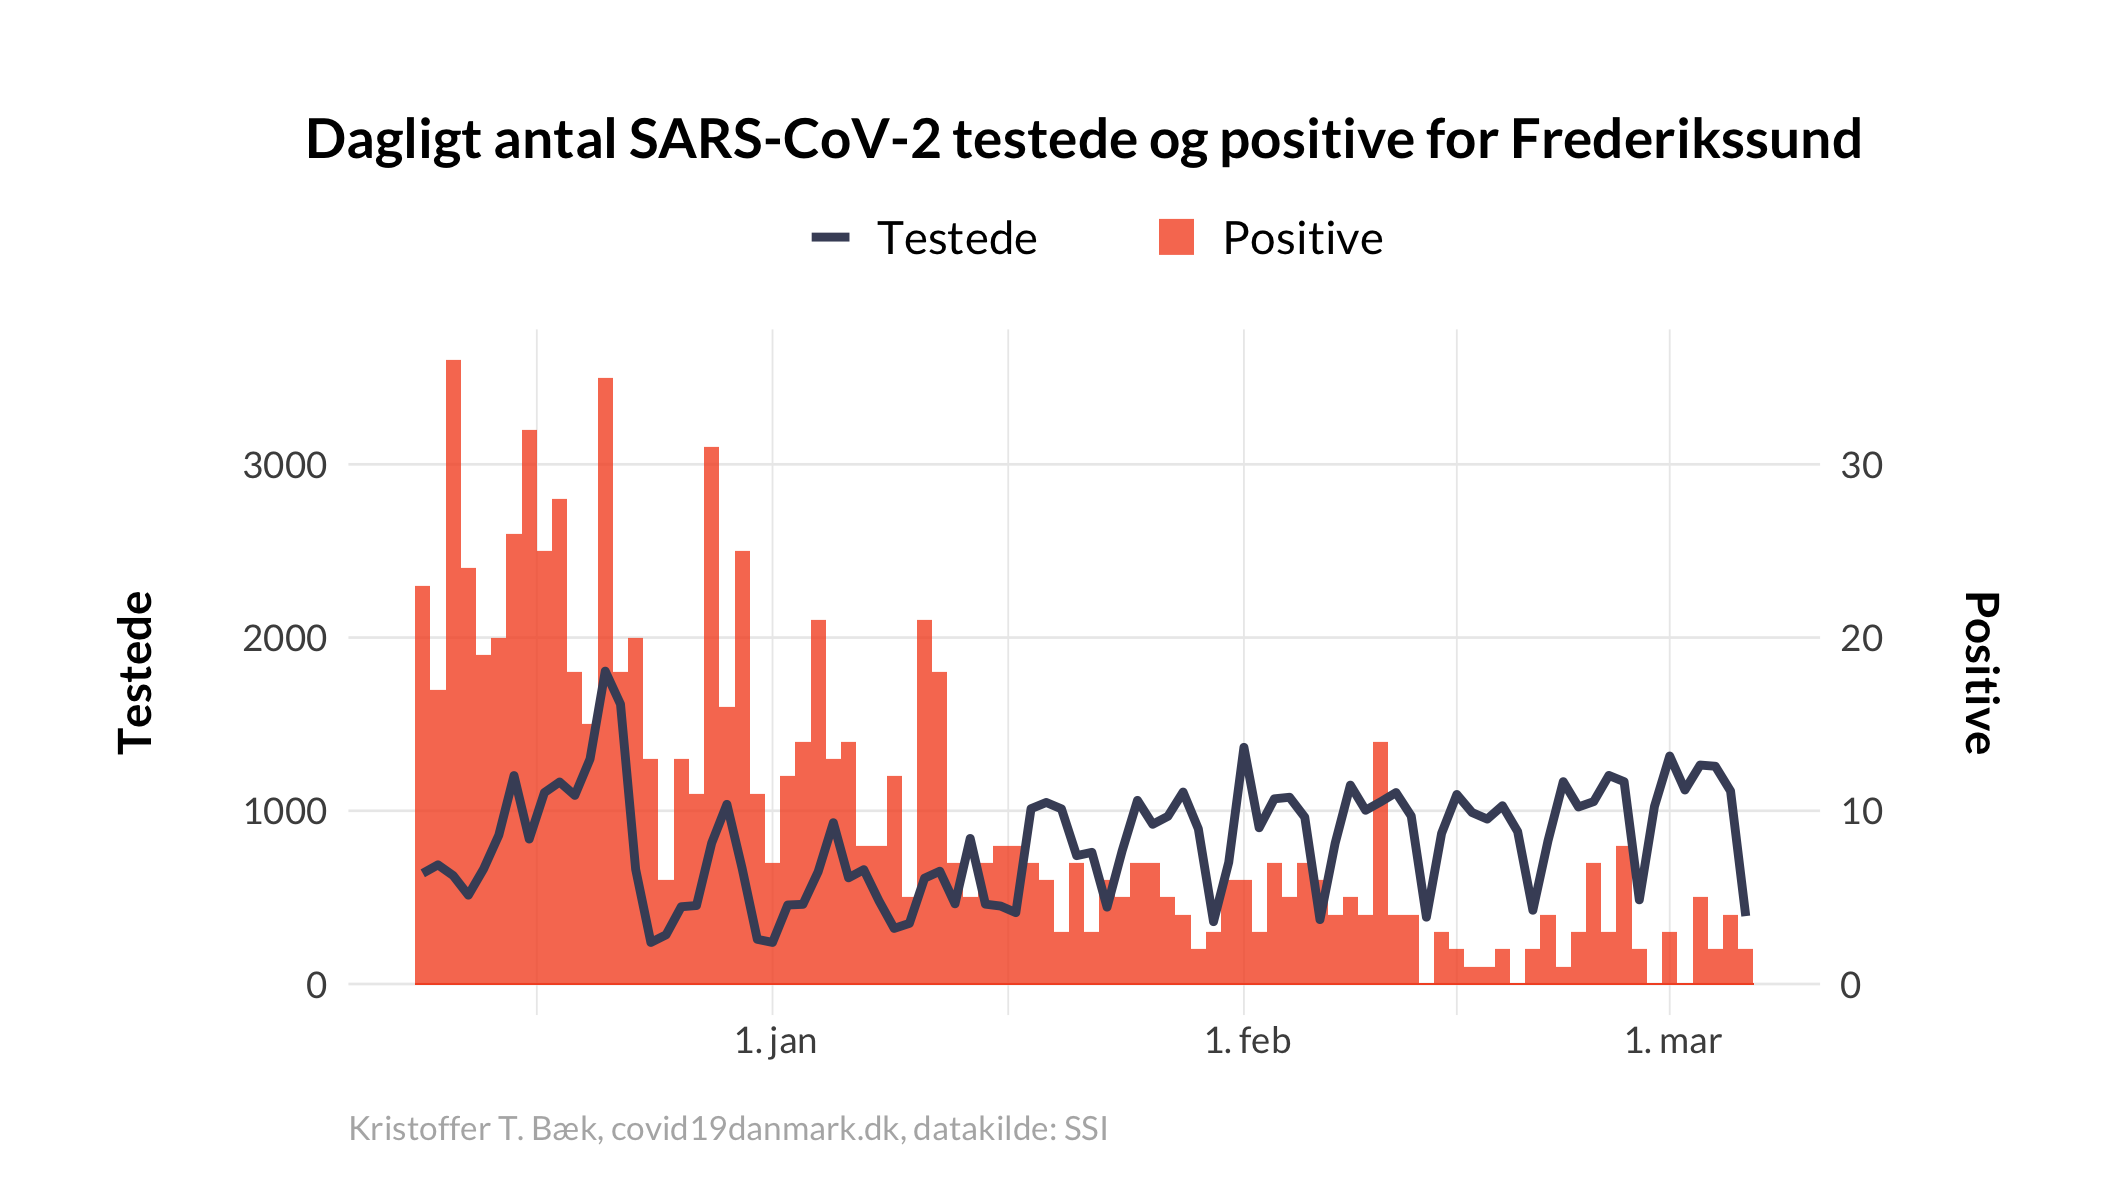 Dagligt antal SARS-CoV-2 testede og positive for Frederikssund
Testede
Positive
3000
2000
1000
0
30
20
10
0
Testede
Positive
1. jan
1. feb
1. mar
Kristoffer T. Bæk, covid19danmark.dk, datakilde: SSI